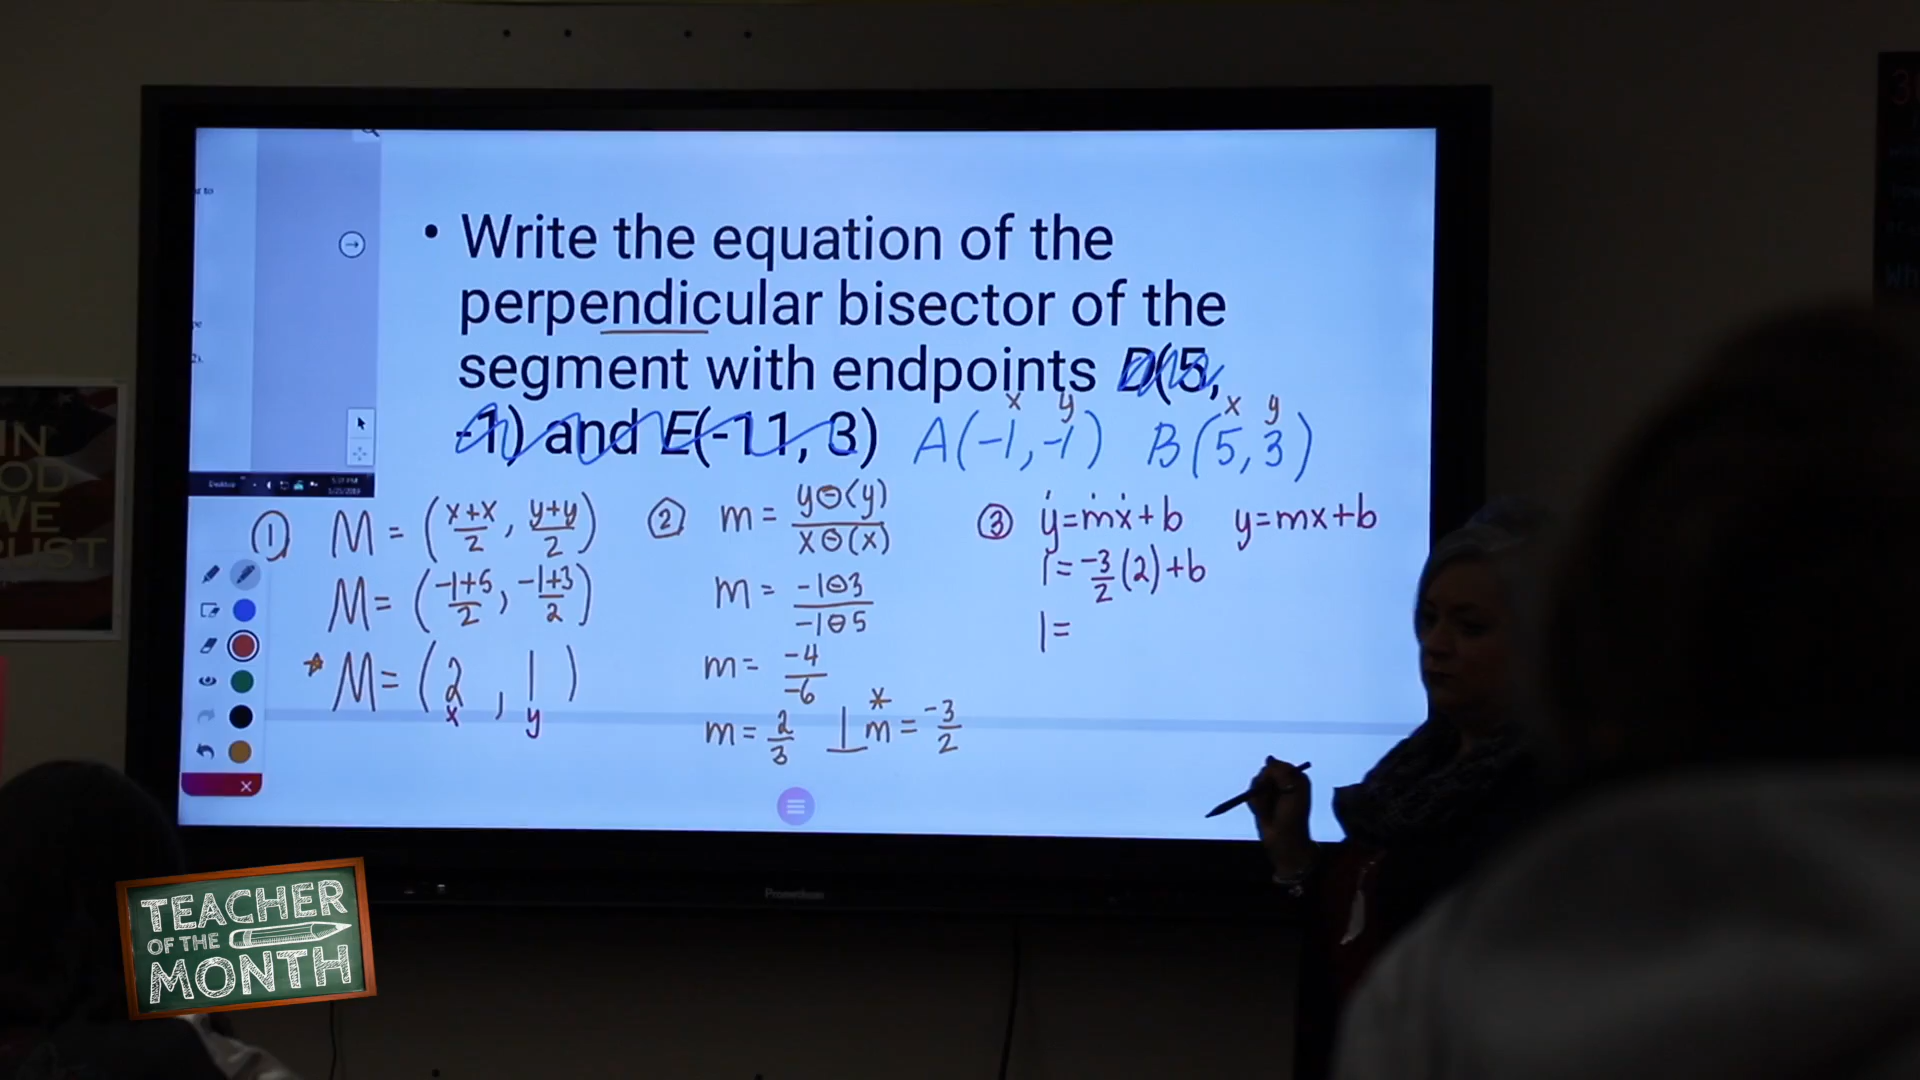 • Write the equation of the
perpendicular bisector of the
segment with endpoints D(5,
-1) and E(-11, 3) A(-1, -1) B(5, 3)
x y x y
① M = (x+x/2, y+y/2)
M = (-1+5/2, -1+3/2)
☆ M = (2, 1)
x y
② m = y⊖(y)/x⊖(x)
m = -1⊖3/-1⊖5
m = -4/-6
m = 2/3 ⊥ m = -3/2
*
③ y=mx+b y=mx+b
1 = -3/2(2)+b
1=
Desktop
Promethean
IN
OD
WE
RUST
TEACHER
OF THE
MONTH